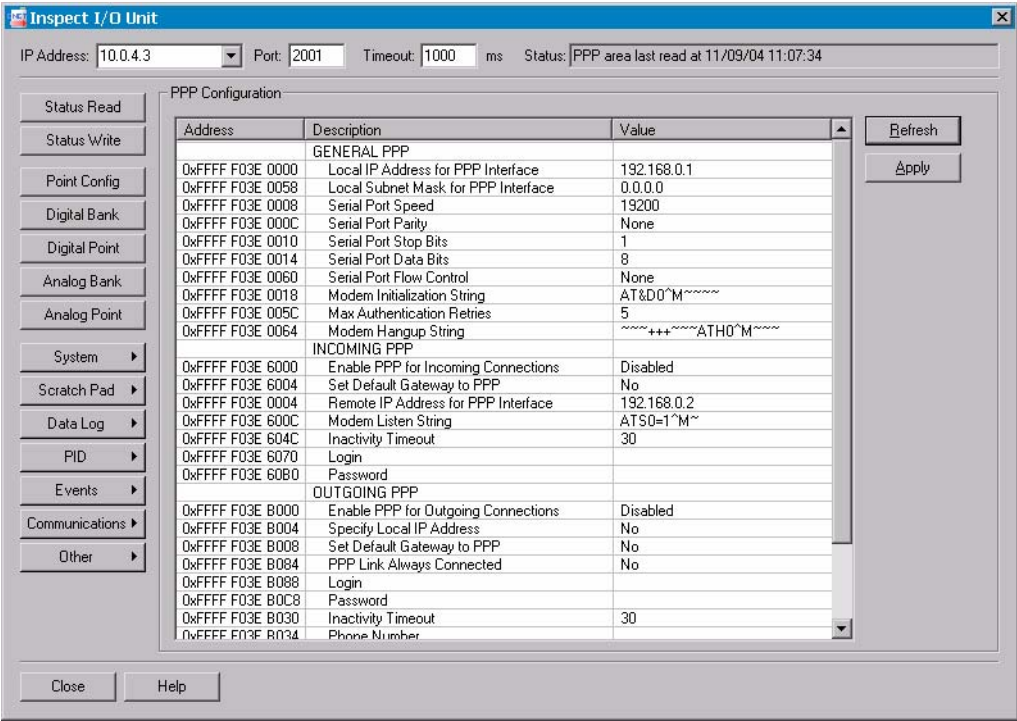 Inspect I/O Unit
IP Address: 10.0.4.3 Port: 2001 Timeout: 1000 ms Status: PPP area last read at 11/09/04 11:07:34
Status Read
Status Write
Point Config
Digital Bank
Digital Point
Analog Bank
Analog Point
System
Scratch Pad
Data Log
PID
Events
Communications
Other
PPP Configuration
Address Description Value
GENERAL PPP
0xFFFF F03E 0000 Local IP Address for PPP Interface 192.168.0.1
0xFFFF F03E 0058 Local Subnet Mask for PPP Interface 0.0.0.0
0xFFFF F03E 0008 Serial Port Speed 19200
0xFFFF F03E 000C Serial Port Parity None
0xFFFF F03E 0010 Serial Port Stop Bits 1
0xFFFF F03E 0014 Serial Port Data Bits 8
0xFFFF F03E 0060 Serial Port Flow Control None
0xFFFF F03E 0018 Modem Initialization String AT&D0^M~~~~
0xFFFF F03E 005C Max Authentication Retries 5
0xFFFF F03E 0064 Modem Hangup String ~~~+++~~~ATH0^M~~~
INCOMING PPP
0xFFFF F03E 6000 Enable PPP for Incoming Connections Disabled
0xFFFF F03E 6004 Set Default Gateway to PPP No
0xFFFF F03E 0004 Remote IP Address for PPP Interface 192.168.0.2
0xFFFF F03E 600C Modem Listen String ATS0=1^M~
0xFFFF F03E 604C Inactivity Timeout 30
0xFFFF F03E 6070 Login
0xFFFF F03E 60B0 Password
OUTGOING PPP
0xFFFF F03E B000 Enable PPP for Outgoing Connections Disabled
0xFFFF F03E B004 Specify Local IP Address No
0xFFFF F03E B008 Set Default Gateway to PPP No
0xFFFF F03E B084 PPP Link Always Connected No
0xFFFF F03E B088 Login
0xFFFF F03E B0C8 Password
0xFFFF F03E B030 Inactivity Timeout 30
0xFFFF F03E B034 Phone Number
Refresh
Apply
Close Help